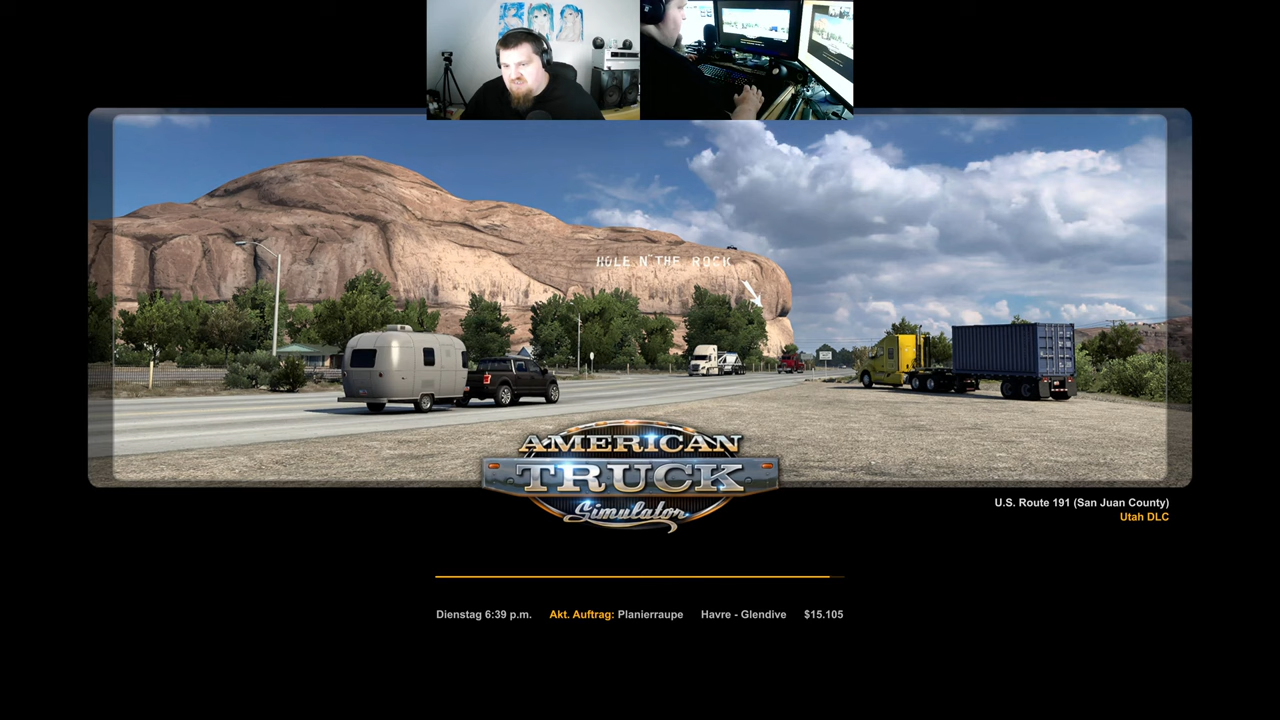 HOLE N" THE ROCK
AMERICAN
TRUCK
Simulator
U.S. Route 191 (San Juan County)
Utah DLC
Dienstag 6:39 p.m. Akt. Auftrag: Planierraupe Havre - Glendive $15.105